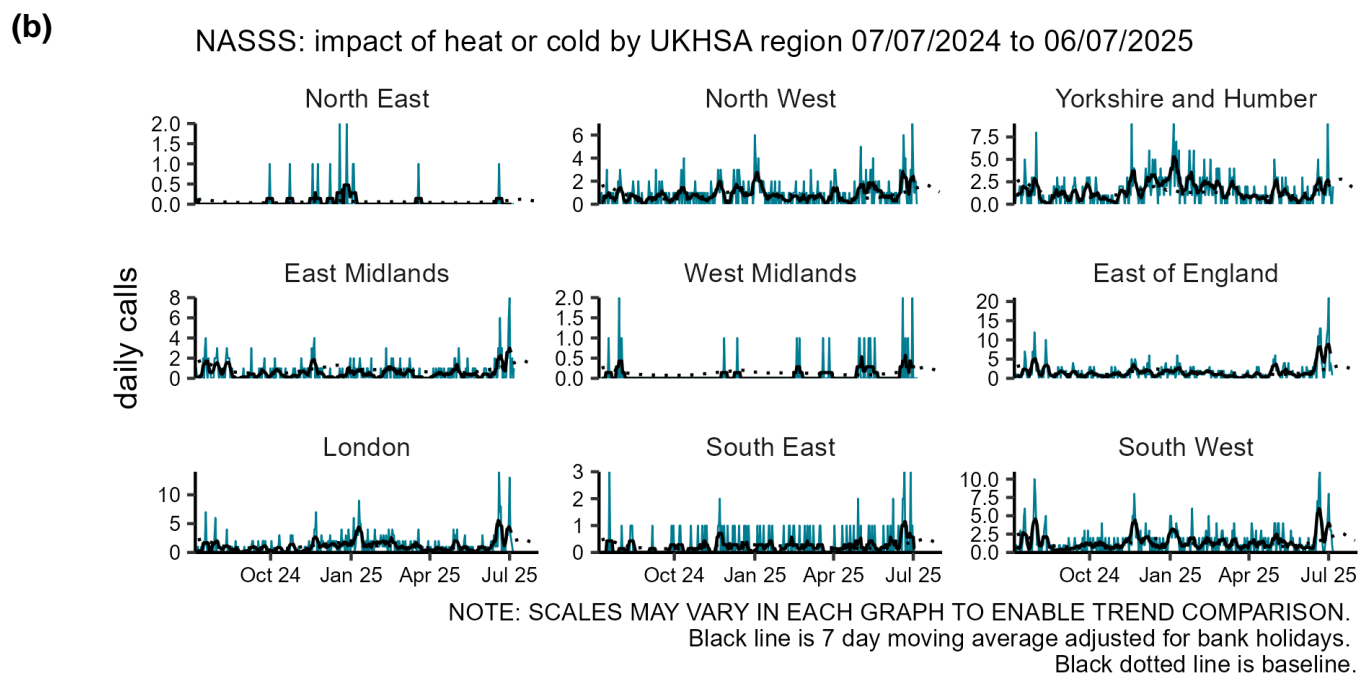 (b)
NASSS: impact of heat or cold by UKHSA region 07/07/2024 to 06/07/2025
North East
North West
Yorkshire and Humber
2.0
1.5
1.0
0.5
0.0
6
4
2
0
7.5
5.0
2.5
0.0
daily calls
East Midlands
West Midlands
East of England
8
6
4
2
0
2.0
1.5
1.0
0.5
0.0
20
15
10
5
0
London
South East
South West
10
5
0
3
2
1
0
10.0
7.5
5.0
2.5
0.0
Oct 24 Jan 25 Apr 25 Jul 25
Oct 24 Jan 25 Apr 25 Jul 25
Oct 24 Jan 25 Apr 25 Jul 25
NOTE: SCALES MAY VARY IN EACH GRAPH TO ENABLE TREND COMPARISON.
Black line is 7 day moving average adjusted for bank holidays.
Black dotted line is baseline.